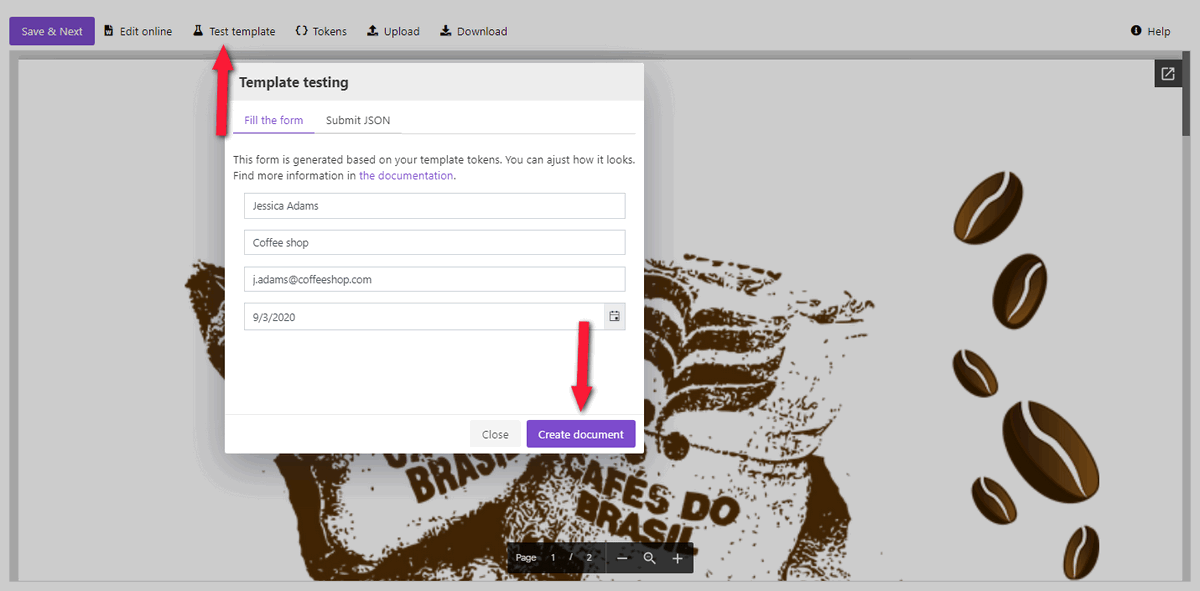 Save & Next Edit online Test template Tokens Upload Download Help
Template testing
Fill the form Submit JSON
This form is generated based on your template tokens. You can ajust how it looks.
Find more information in the documentation.
Jessica Adams
Coffee shop
j.adams@coffeeshop.com
9/3/2020
Close Create document
BRASIL
CAFES DO
BRASIL
Page 1 / 2